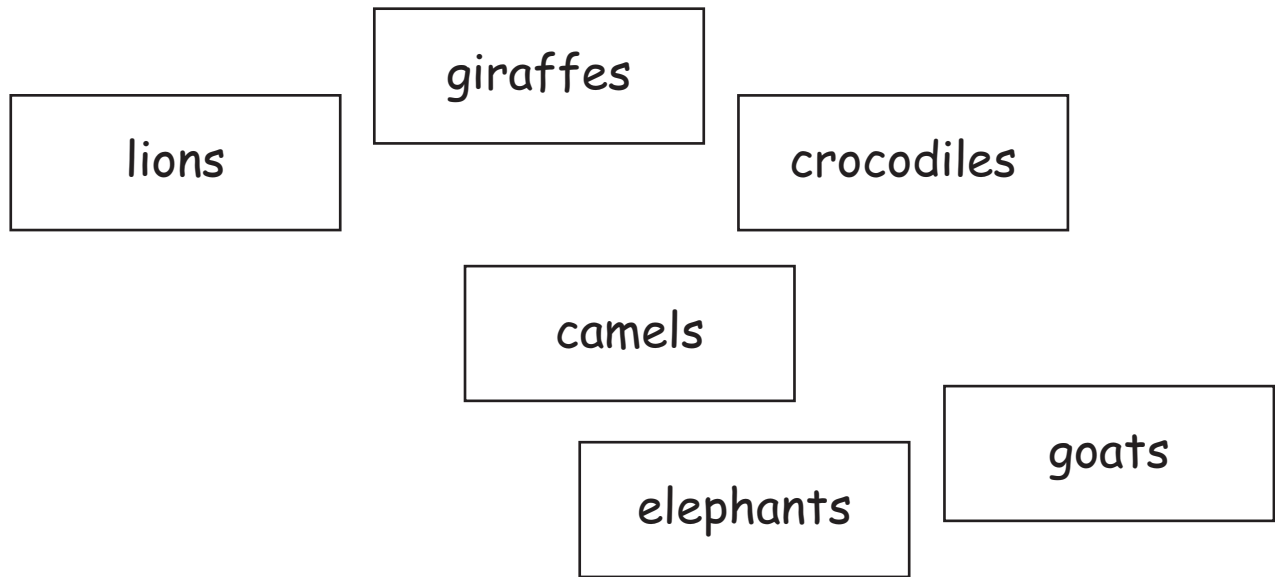 giraffes
lions
crocodiles
camels
goats
elephants